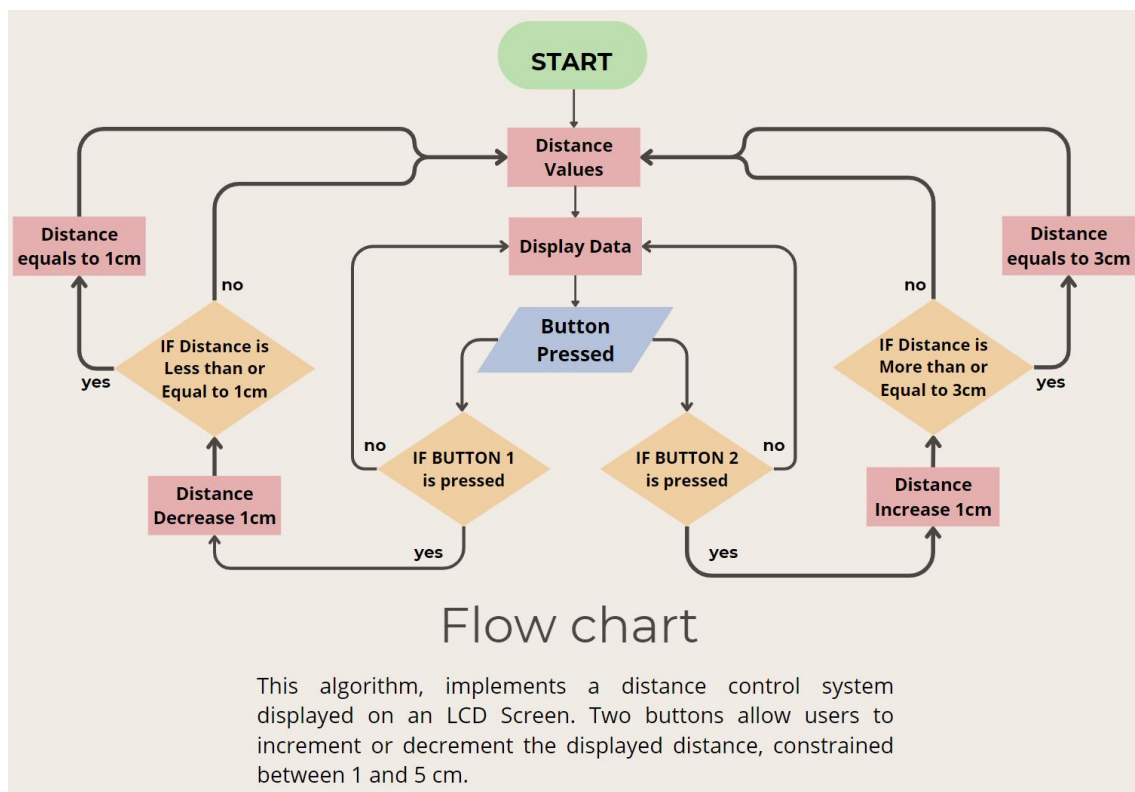 START
Distance
Values
Distance
equals to 1cm
Display Data
Distance
equals to 3cm
no
no
Button
Pressed
IF Distance is
Less than or
Equal to 1cm
IF Distance is
More than or
Equal to 3cm
yes
yes
no
no
IF BUTTON 1
is pressed
IF BUTTON 2
is pressed
Distance
Decrease 1cm
Distance
Increase 1cm
yes
yes
Flow chart
This algorithm, implements a distance control system
displayed on an LCD Screen. Two buttons allow users to
increment or decrement the displayed distance, constrained
between 1 and 5 cm.